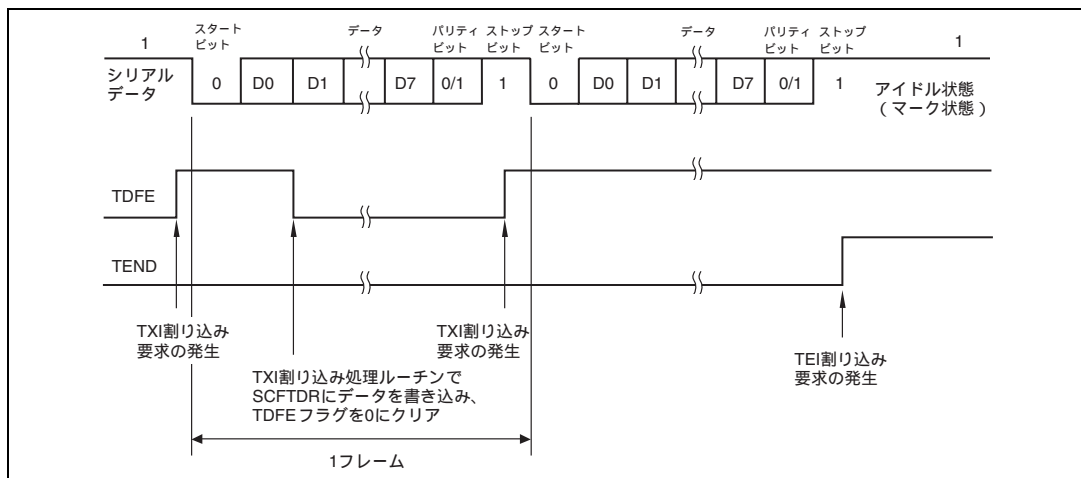 スタート
ビット
データ
パリティ
ビット
ストップ
ビット
スタート
ビット
データ
パリティ
ビット
ストップ
ビット
1
1
シリアル
データ
0
D0
D1
D7
0/1
1
0
D0
D1
D7
0/1
1
アイドル状態
(マーク状態)
TDFE
TEND
TXI割り込み
要求の発生
TXI割り込み処理ルーチンで
SCFTDRにデータを書き込み、
TDFEフラグを0にクリア
TXI割り込み
要求の発生
TEI割り込み
要求の発生
1フレーム